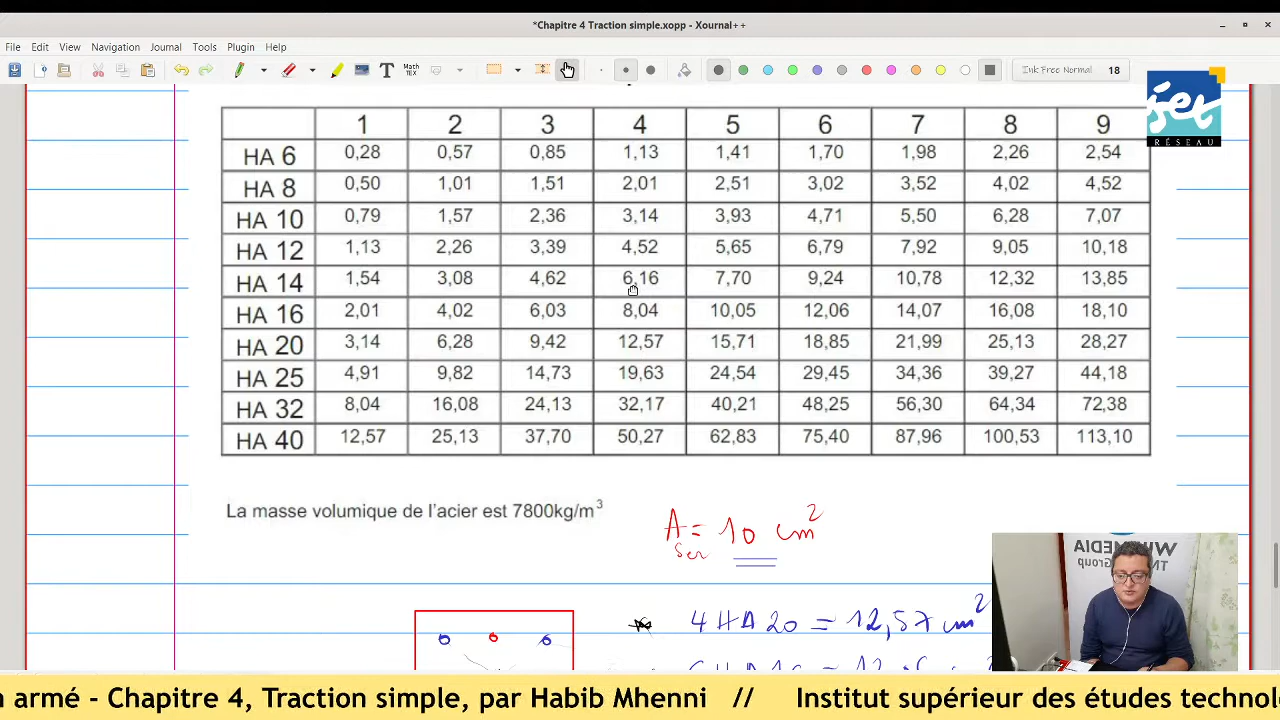 *Chapitre 4 Traction simple.xopp - Xournal++
File Edit View Navigation Journal Tools Plugin Help
T Math TEX Ink Free Normal 18
iset
RÉSEAU
1 2 3 4 5 6 7 8 9
HA 6 0,28 0,57 0,85 1,13 1,41 1,70 1,98 2,26 2,54
HA 8 0,50 1,01 1,51 2,01 2,51 3,02 3,52 4,02 4,52
HA 10 0,79 1,57 2,36 3,14 3,93 4,71 5,50 6,28 7,07
HA 12 1,13 2,26 3,39 4,52 5,65 6,79 7,92 9,05 10,18
HA 14 1,54 3,08 4,62 6,16 7,70 9,24 10,78 12,32 13,85
HA 16 2,01 4,02 6,03 8,04 10,05 12,06 14,07 16,08 18,10
HA 20 3,14 6,28 9,42 12,57 15,71 18,85 21,99 25,13 28,27
HA 25 4,91 9,82 14,73 19,63 24,54 29,45 34,36 39,27 44,18
HA 32 8,04 16,08 24,13 32,17 40,21 48,25 56,30 64,34 72,38
HA 40 12,57 25,13 37,70 50,27 62,83 75,40 87,96 100,53 113,10
La masse volumique de l'acier est 7800kg/m³
A ser = 10 cm²
4HA20 = 12,57 cm²
WIKIMEDIA
TN Group
n armé - Chapitre 4, Traction simple, par Habib Mhenni // Institut supérieur des études technol